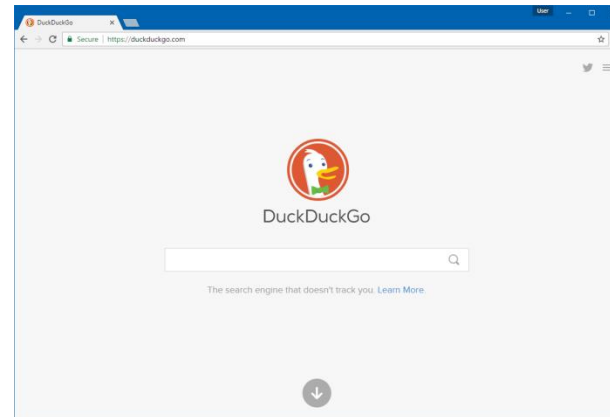 User
DuckDuckGo
Secure | https://duckduckgo.com
DuckDuckGo
The search engine that doesn't track you. Learn More.